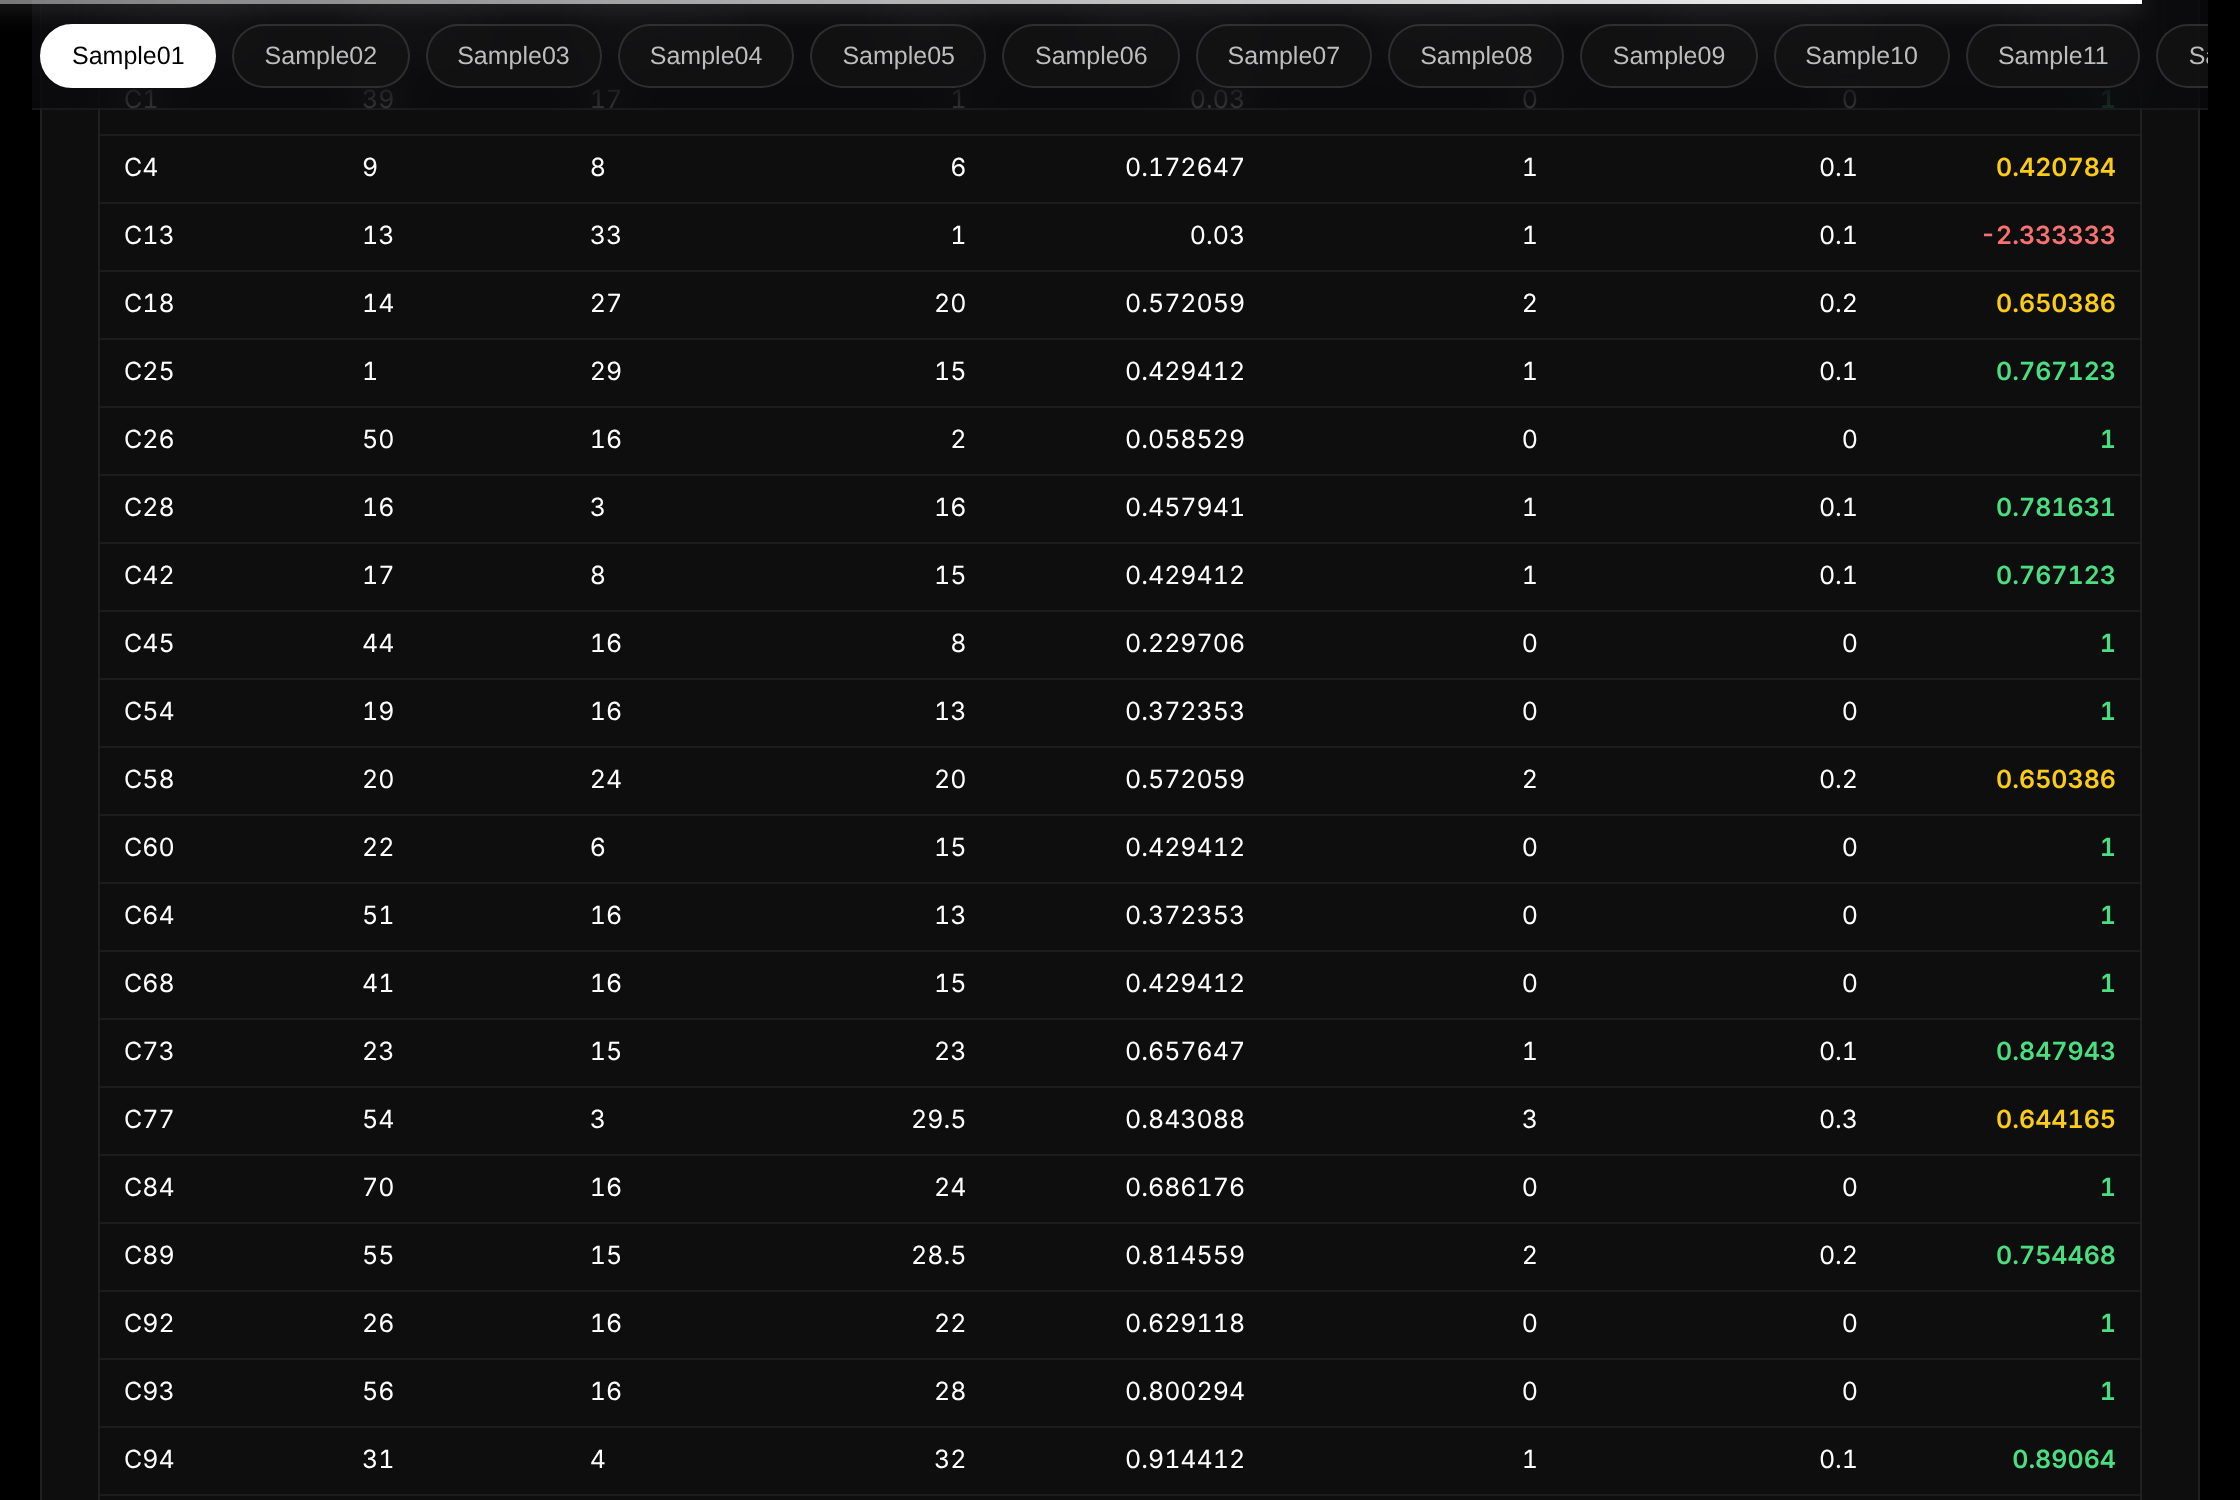 Sample01 Sample02 Sample03 Sample04 Sample05 Sample06 Sample07 Sample08 Sample09 Sample10 Sample11
C1 39 17 1 0.03 0 0 1
C4 9 8 6 0.172647 1 0.1 0.420784
C13 13 33 1 0.03 1 0.1 -2.333333
C18 14 27 20 0.572059 2 0.2 0.650386
C25 1 29 15 0.429412 1 0.1 0.767123
C26 50 16 2 0.058529 0 0 1
C28 16 3 16 0.457941 1 0.1 0.781631
C42 17 8 15 0.429412 1 0.1 0.767123
C45 44 16 8 0.229706 0 0 1
C54 19 16 13 0.372353 0 0 1
C58 20 24 20 0.572059 2 0.2 0.650386
C60 22 6 15 0.429412 0 0 1
C64 51 16 13 0.372353 0 0 1
C68 41 16 15 0.429412 0 0 1
C73 23 15 23 0.657647 1 0.1 0.847943
C77 54 3 29.5 0.843088 3 0.3 0.644165
C84 70 16 24 0.686176 0 0 1
C89 55 15 28.5 0.814559 2 0.2 0.754468
C92 26 16 22 0.629118 0 0 1
C93 56 16 28 0.800294 0 0 1
C94 31 4 32 0.914412 1 0.1 0.89064